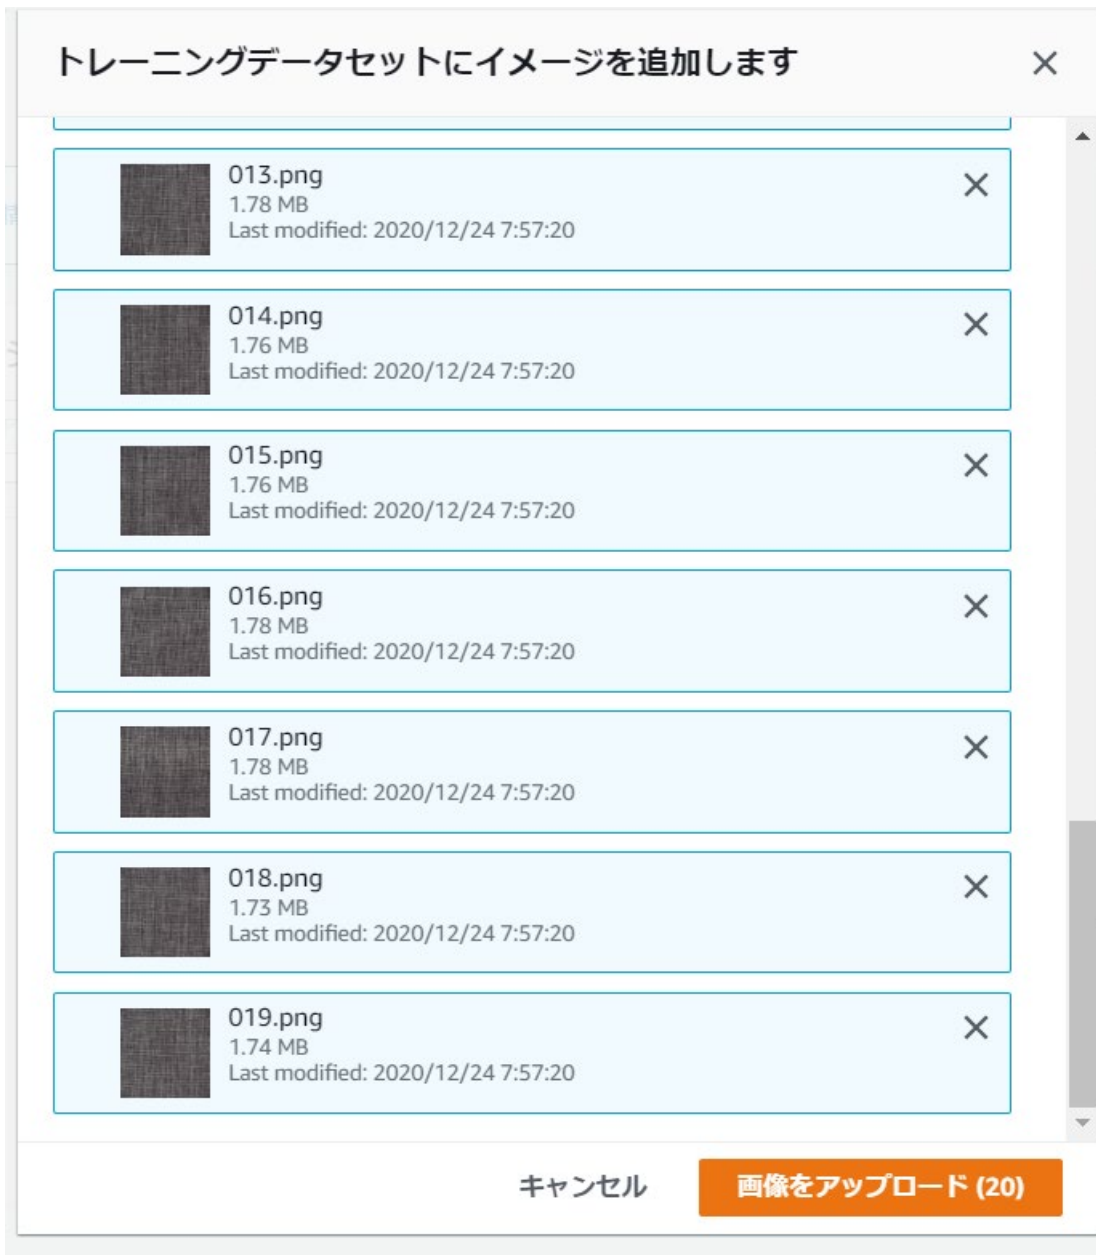 トレーニングデータセットにイメージを追加します
013.png
1.78 MB
Last modified: 2020/12/24 7:57:20
014.png
1.76 MB
Last modified: 2020/12/24 7:57:20
015.png
1.76 MB
Last modified: 2020/12/24 7:57:20
016.png
1.78 MB
Last modified: 2020/12/24 7:57:20
017.png
1.78 MB
Last modified: 2020/12/24 7:57:20
018.png
1.73 MB
Last modified: 2020/12/24 7:57:20
019.png
1.74 MB
Last modified: 2020/12/24 7:57:20
キャンセル
画像をアップロード (20)